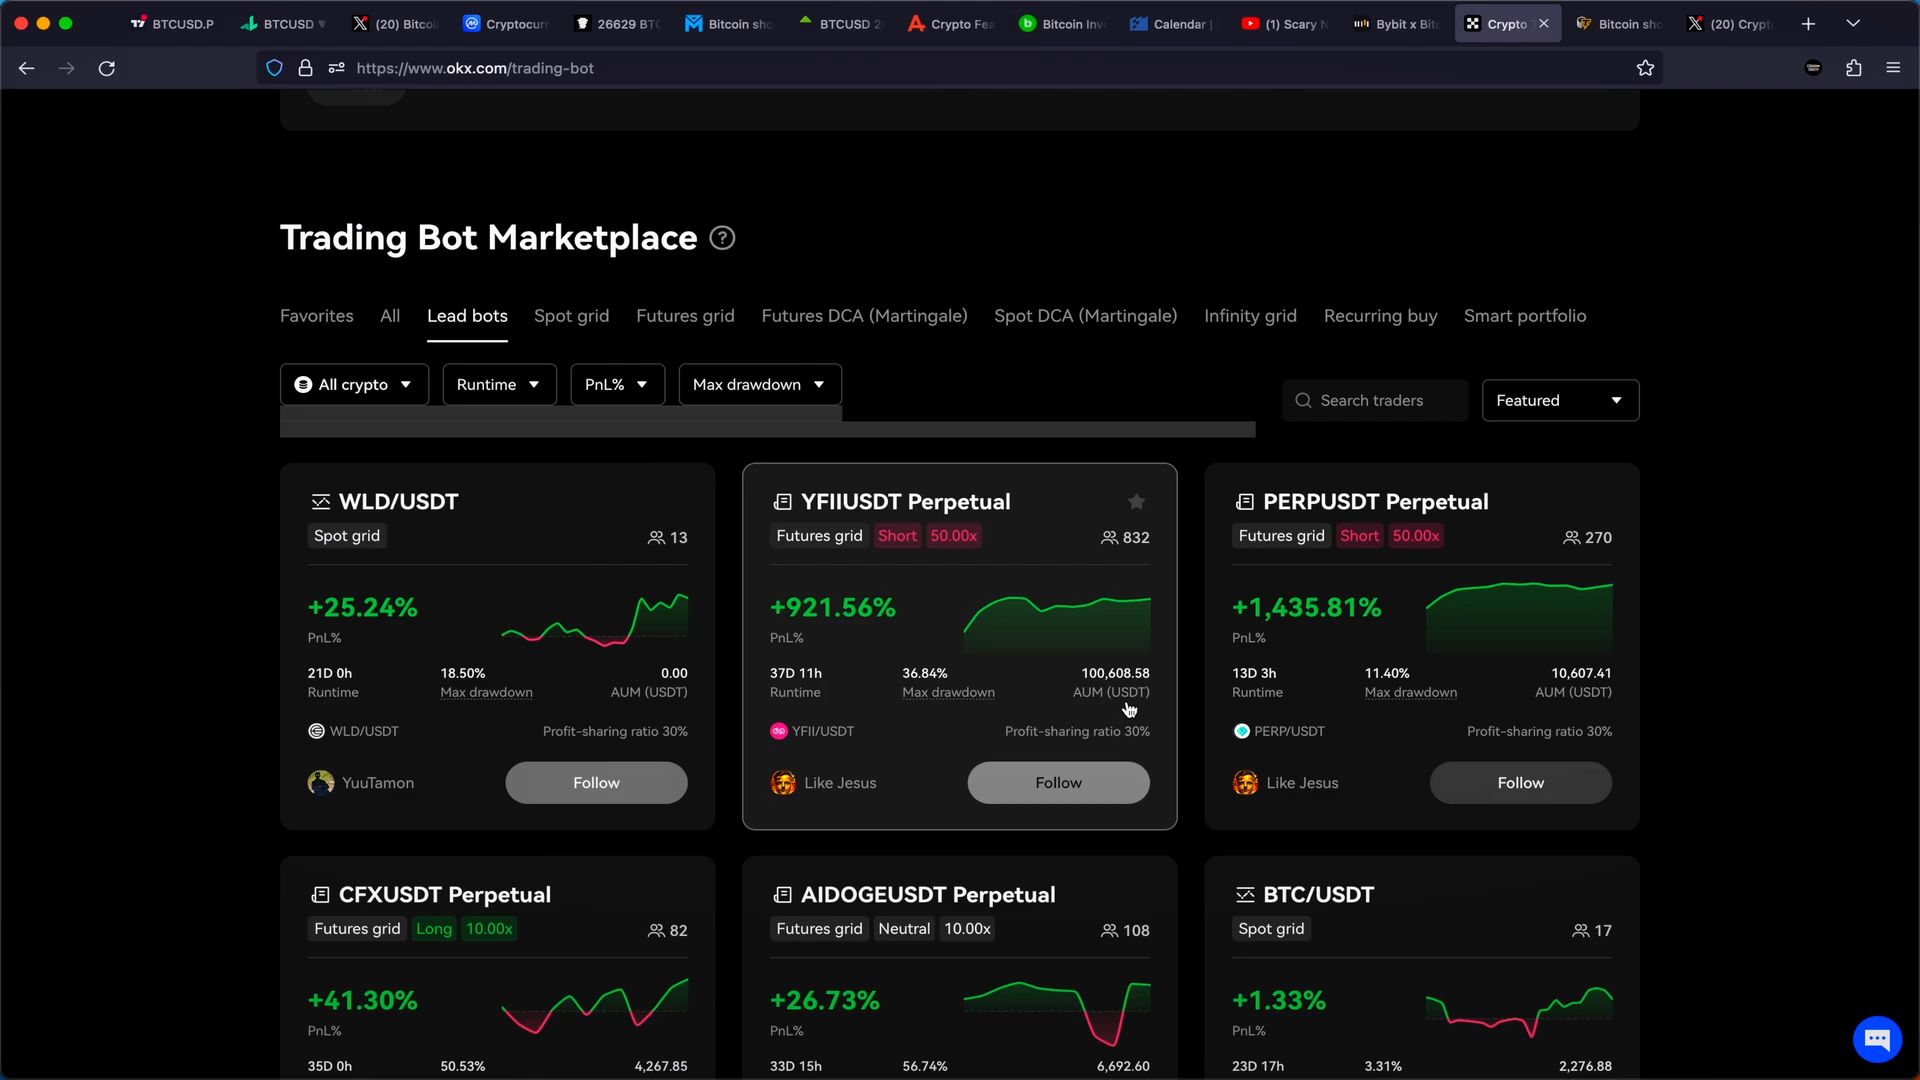 BTCUSD.P
BTCUSD
(20) Bitcoi
Cryptocurr
26629 BTC
Bitcoin sho
BTCUSD 2
Crypto Fea
Bitcoin Inv
Calendar |
(1) Scary N
Bybit x Bit
Crypto T
Bitcoin sho
(20) Crypt
https://www.okx.com/trading-bot
Trading Bot Marketplace ?
Favorites All Lead bots Spot grid Futures grid Futures DCA (Martingale) Spot DCA (Martingale) Infinity grid Recurring buy Smart portfolio
All crypto Runtime PnL% Max drawdown
Search traders Featured
WLD/USDT
Spot grid 13
+25.24%
PnL%
21D 0h 18.50% 0.00
Runtime Max drawdown AUM (USDT)
WLD/USDT Profit-sharing ratio 30%
YuuTamon Follow
YFIIUSDT Perpetual
Futures grid Short 50.00x 832
+921.56%
PnL%
37D 11h 36.84% 100,608.58
Runtime Max drawdown AUM (USDT)
YFII/USDT Profit-sharing ratio 30%
Like Jesus Follow
PERPUSDT Perpetual
Futures grid Short 50.00x 270
+1,435.81%
PnL%
13D 3h 11.40% 10,607.41
Runtime Max drawdown AUM (USDT)
PERP/USDT Profit-sharing ratio 30%
Like Jesus Follow
CFXUSDT Perpetual
Futures grid Long 10.00x 82
+41.30%
PnL%
35D 0h 50.53% 4,267.85
AIDOGEUSDT Perpetual
Futures grid Neutral 10.00x 108
+26.73%
PnL%
33D 15h 56.74% 6,692.60
BTC/USDT
Spot grid 17
+1.33%
PnL%
23D 17h 3.31% 2,276.88